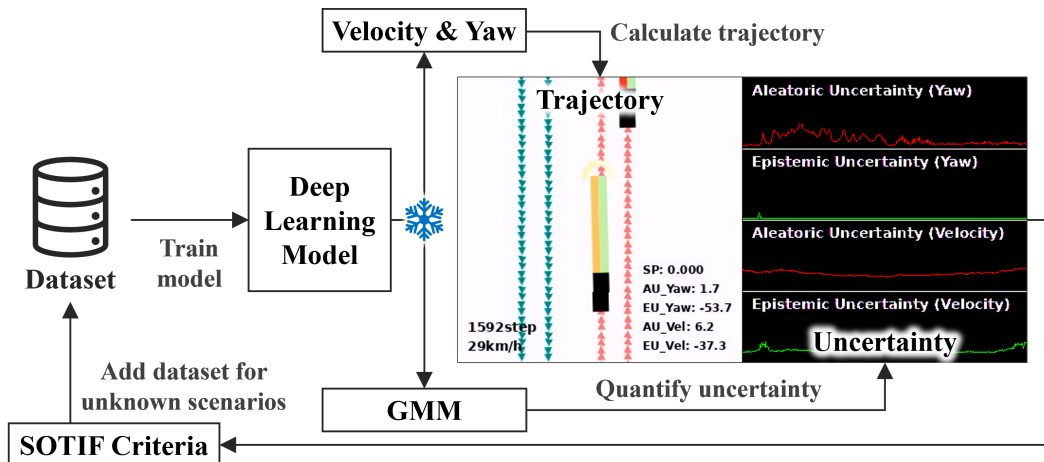 Velocity & Yaw
Calculate trajectory
Trajectory
Aleatoric Uncertainty (Yaw)
Epistemic Uncertainty (Yaw)
Aleatoric Uncertainty (Velocity)
Epistemic Uncertainty (Velocity)
Uncertainty
SP: 0.000
AU_Yaw: 1.7
EU_Yaw: -53.7
AU_Vel: 6.2
EU_Vel: -37.3
1592step
29km/h
Deep
Learning
Model
Train
model
Dataset
Add dataset for
unknown scenarios
GMM
Quantify uncertainty
SOTIF Criteria